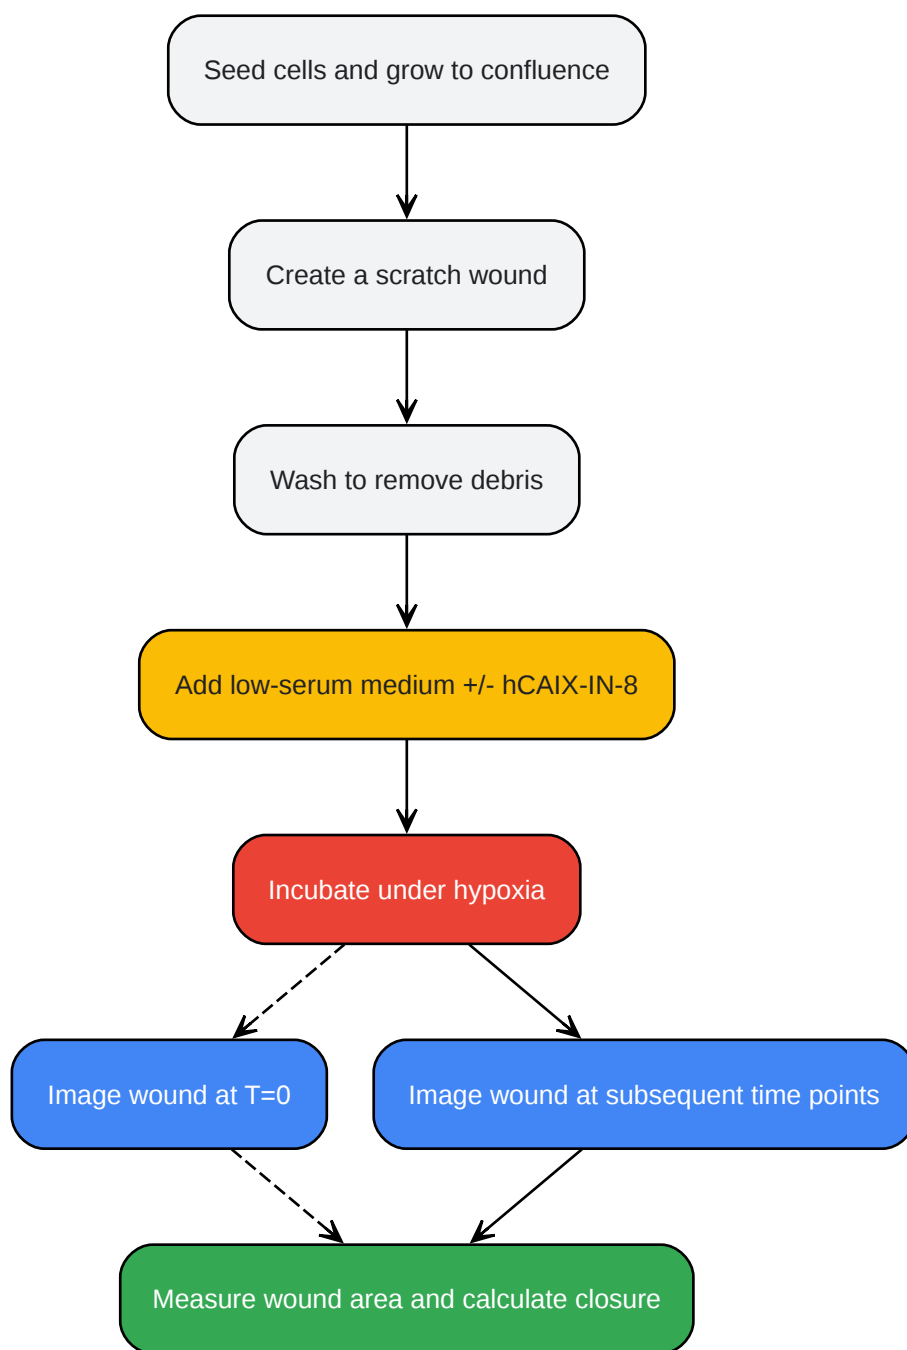 Seed cells and grow to confluence
Create a scratch wound
Wash to remove debris
Add low-serum medium +/- hCAIX-IN-8
Incubate under hypoxia
Image wound at T=0
Image wound at subsequent time points
Measure wound area and calculate closure